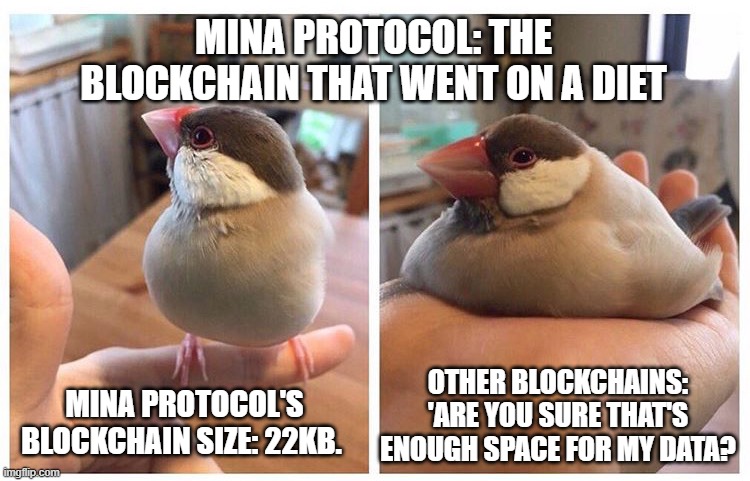 MINA PROTOCOL: THE
BLOCKCHAIN THAT WENT ON A DIET
MINA PROTOCOL'S
BLOCKCHAIN SIZE: 22KB.
OTHER BLOCKCHAINS:
'ARE YOU SURE THAT'S
ENOUGH SPACE FOR MY DATA?
imgflip.com